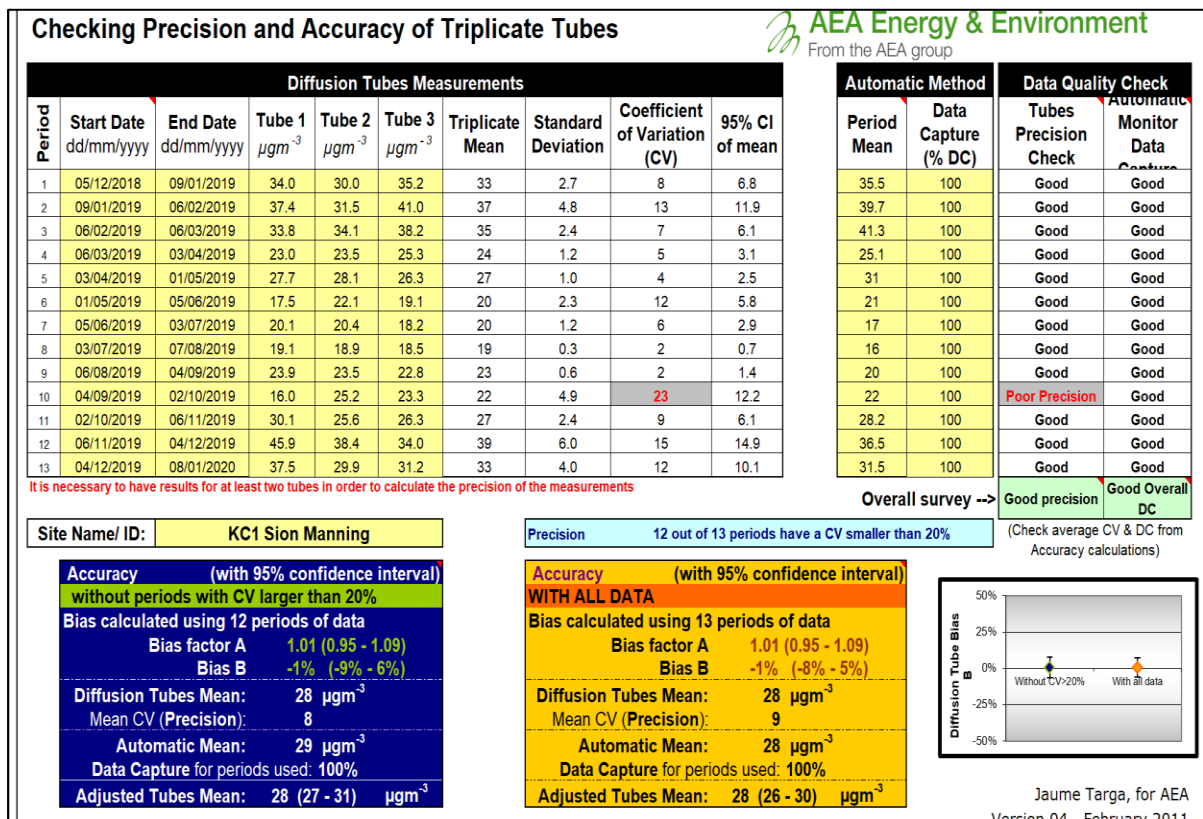 Checking Precision and Accuracy of Triplicate Tubes
AEA Energy & Environment
From the AEA group
Diffusion Tubes Measurements
Automatic Method
Data Quality Check
Period
Start Date dd/mm/yyyy
End Date dd/mm/yyyy
Tube 1 µgm-3
Tube 2 µgm-3
Tube 3 µgm-3
Triplicate Mean
Standard Deviation
Coefficient of Variation (CV)
95% CI of mean
Period Mean
Data Capture (% DC)
Tubes Precision Check
Automatic Monitor Data Capture
1 05/12/2018 09/01/2019 34.0 30.0 35.2 33 2.7 8 6.8 35.5 100 Good Good
2 09/01/2019 06/02/2019 37.4 31.5 41.0 37 4.8 13 11.9 39.7 100 Good Good
3 06/02/2019 06/03/2019 33.8 34.1 38.2 35 2.4 7 6.1 41.3 100 Good Good
4 06/03/2019 03/04/2019 23.0 23.5 25.3 24 1.2 5 3.1 25.1 100 Good Good
5 03/04/2019 01/05/2019 27.7 28.1 26.3 27 1.0 4 2.5 31 100 Good Good
6 01/05/2019 05/06/2019 17.5 22.1 19.1 20 2.3 12 5.8 21 100 Good Good
7 05/06/2019 03/07/2019 20.1 20.4 18.2 20 1.2 6 2.9 17 100 Good Good
8 03/07/2019 07/08/2019 19.1 18.9 18.5 19 0.3 2 0.7 16 100 Good Good
9 06/08/2019 04/09/2019 23.9 23.5 22.8 23 0.6 2 1.4 20 100 Good Good
10 04/09/2019 02/10/2019 16.0 25.2 23.3 22 4.9 23 12.2 22 100 Poor Precision Good
11 02/10/2019 06/11/2019 30.1 25.6 26.3 27 2.4 9 6.1 28.2 100 Good Good
12 06/11/2019 04/12/2019 45.9 38.4 34.0 39 6.0 15 14.9 36.5 100 Good Good
13 04/12/2019 08/01/2020 37.5 29.9 31.2 33 4.0 12 10.1 31.5 100 Good Good
It is necessary to have results for at least two tubes in order to calculate the precision of the measurements
Overall survey --> Good precision Good Overall DC
(Check average CV & DC from
Accuracy calculations)
Site Name/ ID: KC1 Sion Manning
Precision 12 out of 13 periods have a CV smaller than 20%
Accuracy (with 95% confidence interval)
without periods with CV larger than 20%
Bias calculated using 12 periods of data
Bias factor A 1.01 (0.95 - 1.09)
Bias B -1% (-9% - 6%)
Diffusion Tubes Mean: 28 µgm-3
Mean CV (Precision): 8
Automatic Mean: 29 µgm-3
Data Capture for periods used: 100%
Adjusted Tubes Mean: 28 (27 - 31) µgm-3
Accuracy (with 95% confidence interval)
WITH ALL DATA
Bias calculated using 13 periods of data
Bias factor A 1.01 (0.95 - 1.09)
Bias B -1% (-8% - 5%)
Diffusion Tubes Mean: 28 µgm-3
Mean CV (Precision): 9
Automatic Mean: 28 µgm-3
Data Capture for periods used: 100%
Adjusted Tubes Mean: 28 (26 - 30) µgm-3
Diffusion Tube Bias B
50%
25%
0%
-25%
-50%
Without CV>20%
With all data
Jaume Targa, for AEA
Version 04 - February 2011